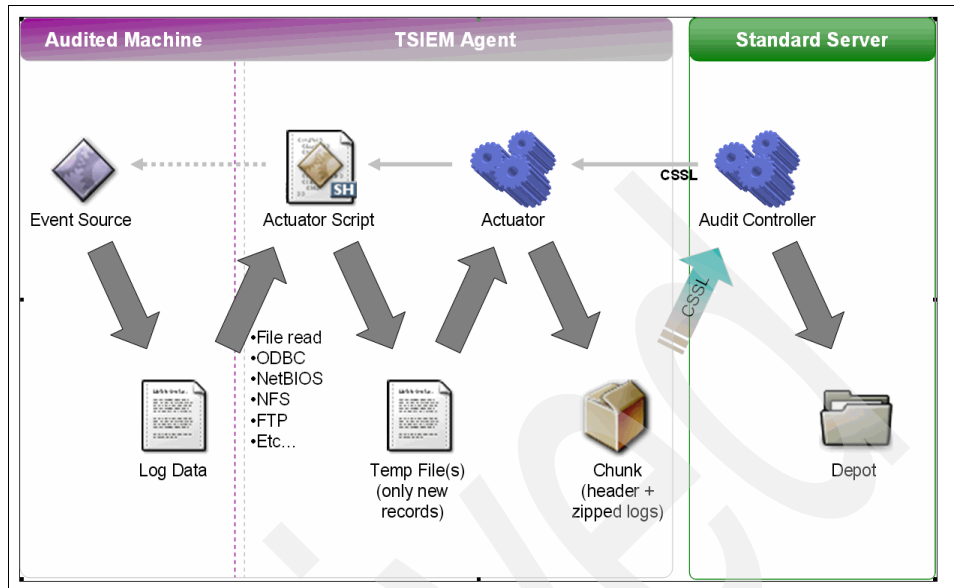 Audited Machine
TSIEM Agent
Standard Server
SH
CSSL
Event Source
Actuator Script
Actuator
Audit Controller
CSSL
•File read
•ODBC
•NetBIOS
•NFS
•FTP
•Etc...
Log Data
Temp File(s)
(only new
records)
Chunk
(header +
zipped logs)
Depot